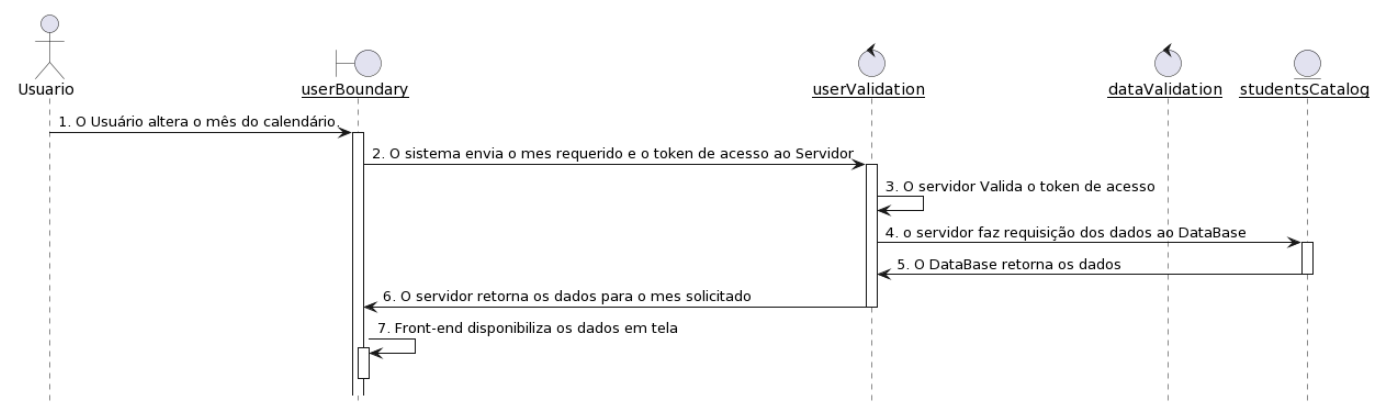 Usuario
userBoundary
userValidation
dataValidation
studentsCatalog
1. O Usuário altera o mês do calendário.
2. O sistema envia o mes requerido e o token de acesso ao Servidor
3. O servidor Valida o token de acesso
4. o servidor faz requisição dos dados ao DataBase
5. O DataBase retorna os dados
6. O servidor retorna os dados para o mes solicitado
7. Front-end disponibiliza os dados em tela